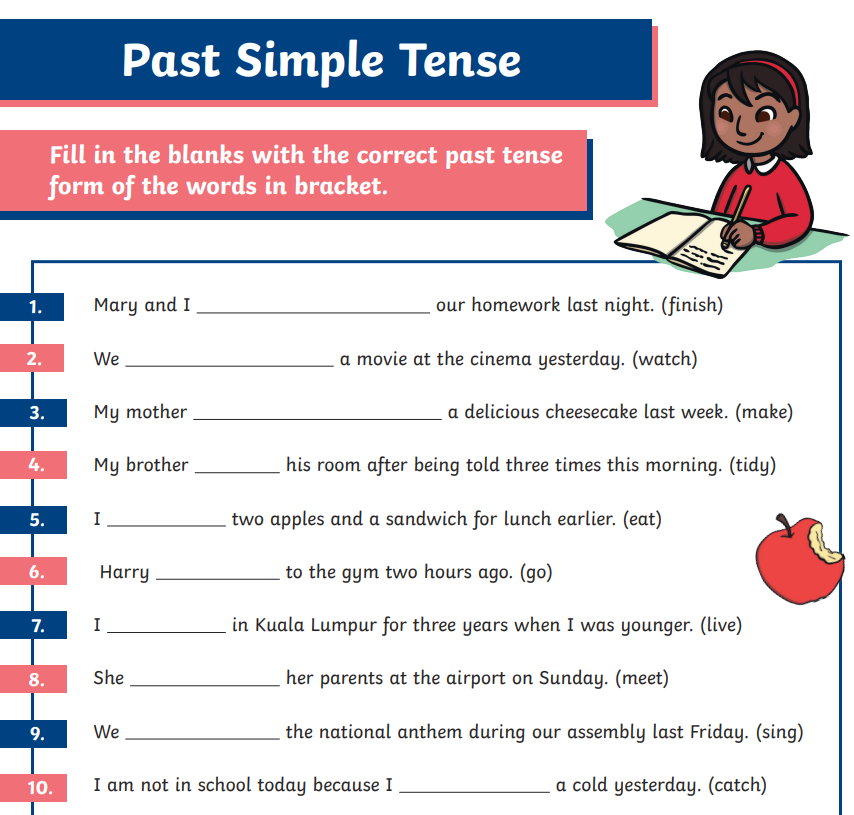 Past Simple Tense
Fill in the blanks with the correct past tense
form of the words in bracket.
1. Mary and I ______________________ our homework last night. (finish)
2. We ____________________ a movie at the cinema yesterday. (watch)
3. My mother ________________________ a delicious cheesecake last week. (make)
4. My brother ________ his room after being told three times this morning. (tidy)
5. I ___________ two apples and a sandwich for lunch earlier. (eat)
6. Harry ____________ to the gym two hours ago. (go)
7. I ___________ in Kuala Lumpur for three years when I was younger. (live)
8. She ______________ her parents at the airport on Sunday. (meet)
9. We _______________ the national anthem during our assembly last Friday. (sing)
10. I am not in school today because I ______________ a cold yesterday. (catch)